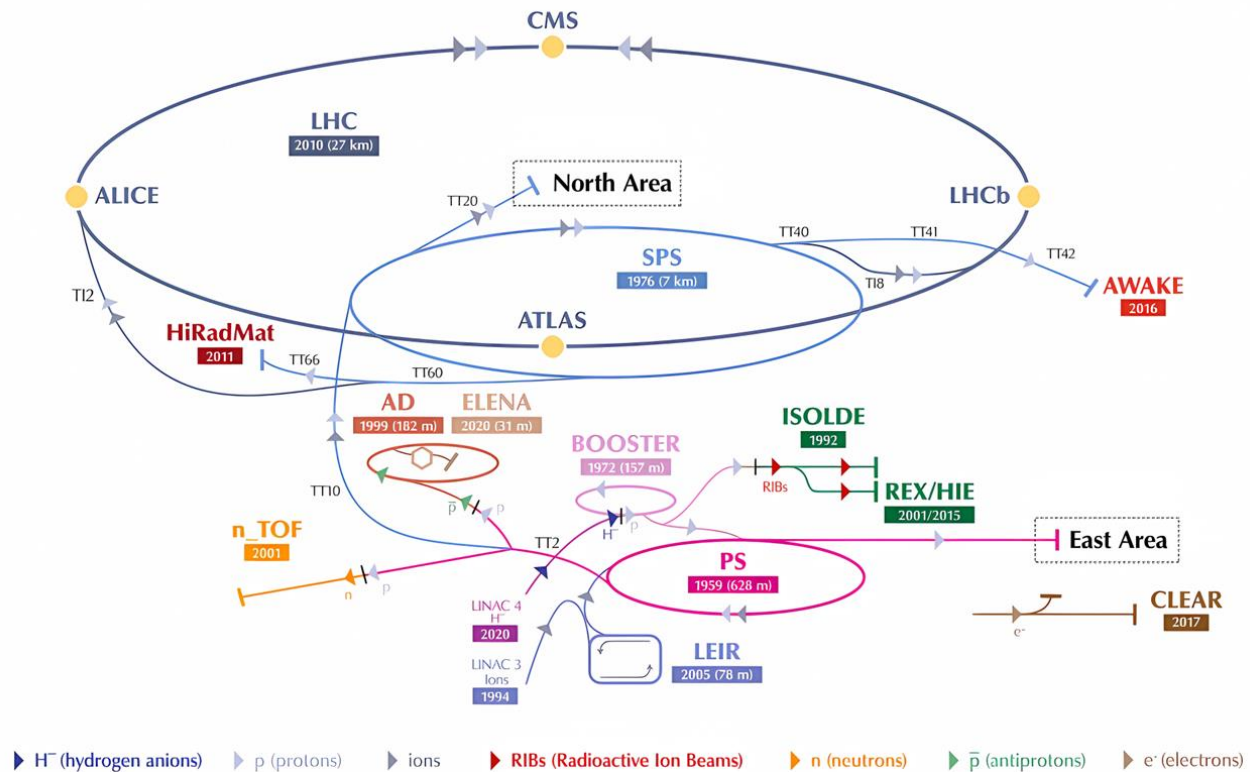 CMS
LHC
2010 (27 km)
North Area
ALICE
LHCb
TT20
TT40
TT41
SPS
1976 (7 km)
TT42
TI8
TI2
AWAKE
2016
ATLAS
HiRadMat
2011
TT66
TT60
AD
1999 (182 m)
ELENA
2020 (31 m)
ISOLDE
1992
BOOSTER
1972 (157 m)
RIBs
REX/HIE
2001/2015
TT10
p̅
p
H⁻
p
n_TOF
2001
TT2
East Area
n
p
PS
1959 (628 m)
LINAC 4
H⁻
2020
CLEAR
2017
e⁻
LINAC 3
Ions
1994
LEIR
2005 (78 m)
H⁻ (hydrogen anions)
p (protons)
ions
RIBs (Radioactive Ion Beams)
n (neutrons)
p̅ (antiprotons)
e⁻ (electrons)